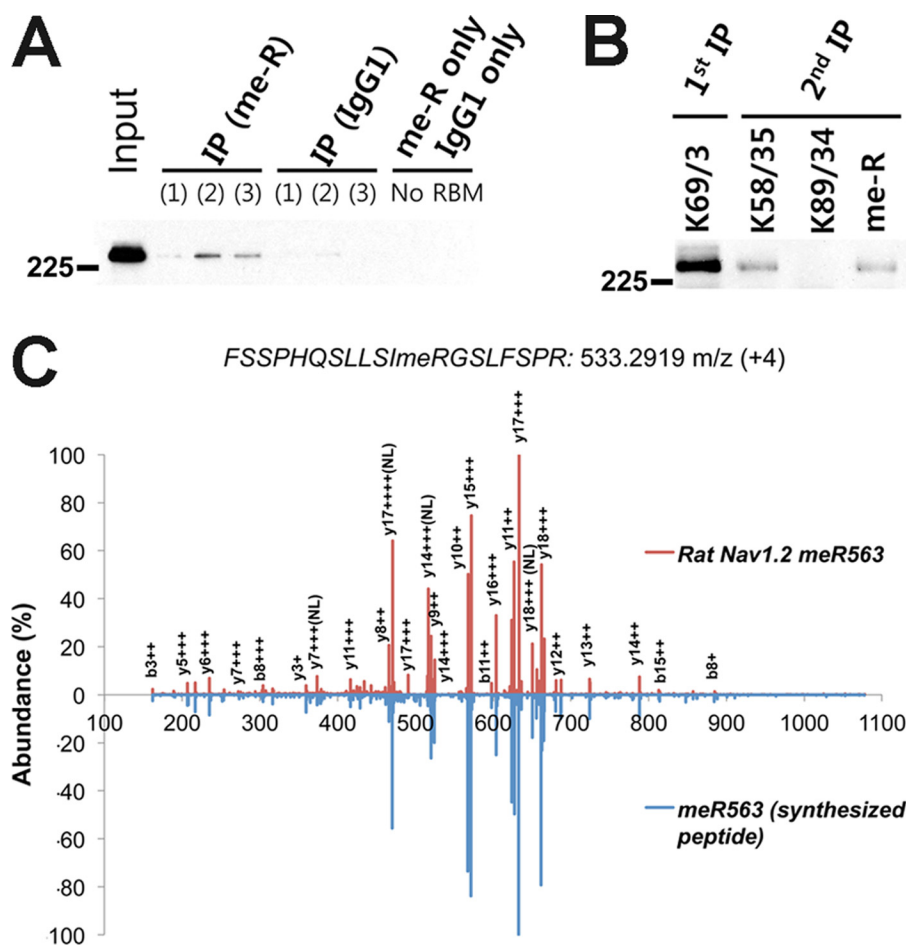 A
B
Input
IP (me-R)
IP (IgG1)
me-R only
IgG1 only
(1) (2) (3) (1) (2) (3) No RBM
225
1st IP
2nd IP
K69/3
K58/35
K89/34
me-R
225
C
FSSPHQSLLSImeRGSLFSPR: 533.2919 m/z (+4)
Abundance (%)
100
80
60
40
20
0
-20
-40
-60
-80
100
100 200 300 400 500 600 700 800 900 1000 1100
b3++
y5+++
y6+++
y7+++
b8+++
y3+
y7+++(NL)
y11+++
y8++
y17++++(NL)
y17+++
y14+++(NL)
y9++
y14+++
y10++
y15+++
b11++
y16+++
y11++
y17+++
y18+++ (NL)
y18+++
y12++
y13++
y14++
b15++
b8+
Rat Nav1.2 meR563
meR563 (synthesized
peptide)